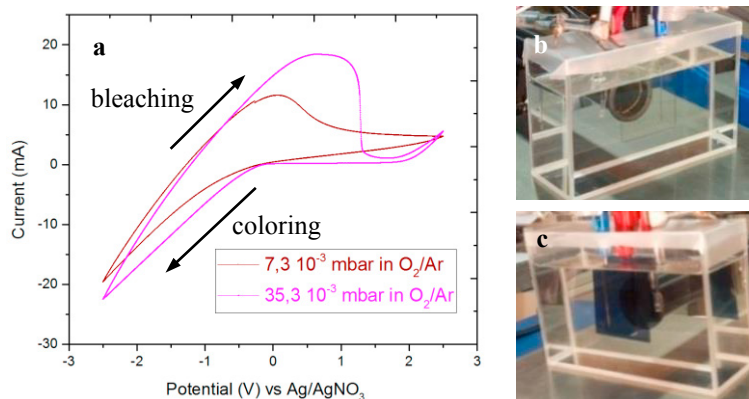 a
bleaching
coloring
7,3 10⁻³ mbar in O₂/Ar
35,3 10⁻³ mbar in O₂/Ar
20
10
0
-10
-20
-30
-3
-2
-1
0
1
2
3
Current (mA)
Potential (V) vs Ag/AgNO₃
b
c